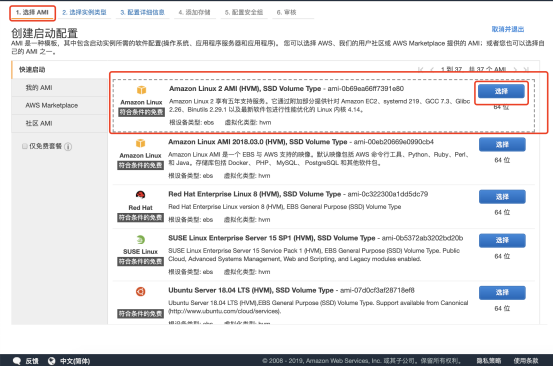 1. 选择 AMI 2. 选择实例类型 3. 配置详细信息 4. 添加存储 5. 配置安全组 6. 审核
创建启动配置
取消并退出
AMI 是一种模板，其中包含启动实例所需的软件配置(操作系统、应用程序服务器和应用程序)。您可以选择 AWS、我们的用户社区或 AWS Marketplace 提供的 AMI；或者您也可以选择自
己的 AMI 之一。
快速启动
1 到 37，共 37 个 AMI
我的 AMI
AWS Marketplace
社区 AMI
仅免费套餐
Amazon Linux
符合条件的免费
Amazon Linux 2 AMI (HVM), SSD Volume Type - ami-0b69ea66ff7391e80
Amazon Linux 2 享有五年支持服务。它通过附加部分提供针对 Amazon EC2、systemd 219、GCC 7.3、Glibc
2.26、Binutils 2.29.1 以及最新软件包进行性能优化的 Linux 内核 4.14。
根设备类型: ebs 虚拟化类型: hvm
选择
64 位
Amazon Linux
符合条件的免费
Amazon Linux AMI 2018.03.0 (HVM), SSD Volume Type - ami-00eb20669e0990cb4
Amazon Linux AMI 是一个 EBS 与 AWS 支持的映像。默认映像包括 AWS 命令行工具、Python、Ruby、Perl、
和 Java。存储库包括 Docker、PHP、MySQL、PostgreSQL 和其他软件包。
根设备类型: ebs 虚拟化类型: hvm
选择
64 位
Red Hat
符合条件的免费
Red Hat Enterprise Linux 8 (HVM), SSD Volume Type - ami-0c322300a1dd5dc79
Red Hat Enterprise Linux version 8 (HVM), EBS General Purpose (SSD) Volume Type
根设备类型: ebs 虚拟化类型: hvm
选择
64 位
SUSE Linux
符合条件的免费
SUSE Linux Enterprise Server 15 SP1 (HVM), SSD Volume Type - ami-0b5372ab3202bd20b
SUSE Linux Enterprise Server 15 Service Pack 1 (HVM), EBS General Purpose (SSD) Volume Type. Public
Cloud, Advanced Systems Management, Web and Scripting, and Legacy modules enabled.
根设备类型: ebs 虚拟化类型: hvm
选择
64 位
符合条件的免费
Ubuntu Server 18.04 LTS (HVM), SSD Volume Type - ami-07d0cf3af28718ef8
Ubuntu Server 18.04 LTS (HVM),EBS General Purpose (SSD) Volume Type. Support available from Canonical
(http://www.ubuntu.com/cloud/services).
根设备类型: ebs 虚拟化类型: hvm
选择
64 位
反馈 中文(简体) © 2008 - 2019, Amazon Web Services, Inc. 或其子公司。保留所有权利。 隐私策略 使用条款